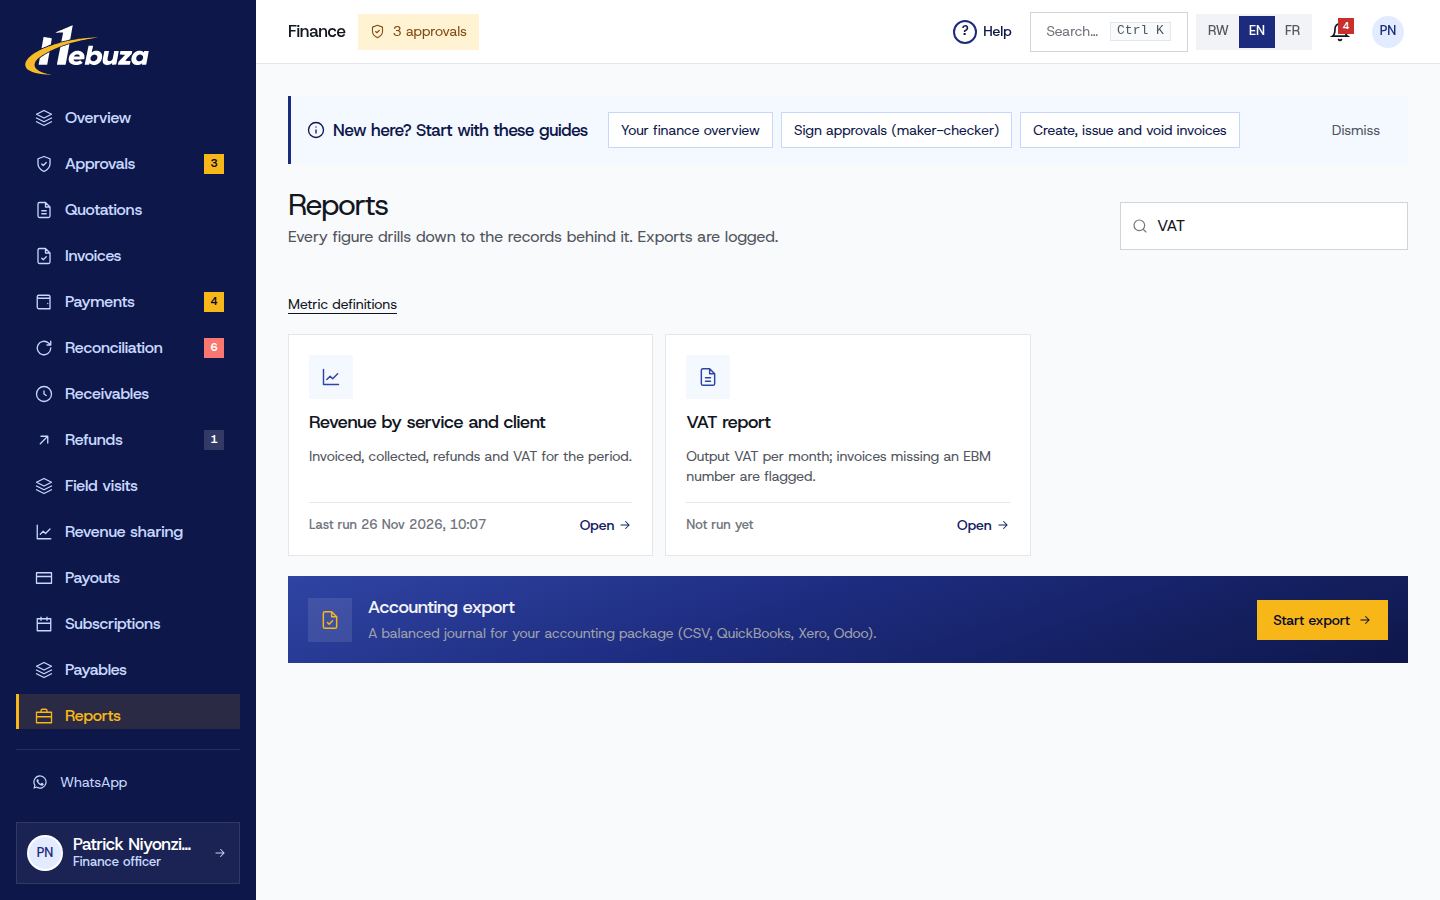 Hebuza
Overview
Approvals 3
Quotations
Invoices
Payments 4
Reconciliation 6
Receivables
Refunds 1
Field visits
Revenue sharing
Payouts
Subscriptions
Payables
Reports
WhatsApp
PN Patrick Niyonzi...
Finance officer
Finance 3 approvals ? Help Search... Ctrl K RW EN FR 4 PN
New here? Start with these guides Your finance overview Sign approvals (maker-checker) Create, issue and void invoices Dismiss
Reports
Every figure drills down to the records behind it. Exports are logged.
VAT
Metric definitions
Revenue by service and client
Invoiced, collected, refunds and VAT for the period.
Last run 26 Nov 2026, 10:07 Open →
VAT report
Output VAT per month; invoices missing an EBM
number are flagged.
Not run yet Open →
Accounting export
A balanced journal for your accounting package (CSV, QuickBooks, Xero, Odoo).
Start export →